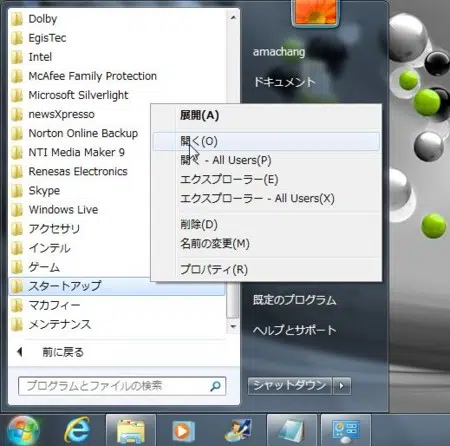 Dolby
EgisTec
Intel
McAfee Family Protection
Microsoft Silverlight
newsXpresso
Norton Online Backup
NTI Media Maker 9
Renesas Electronics
Skype
Windows Live
アクセサリ
インテル
ゲーム
スタートアップ
マカフィー
メンテナンス
前に戻る
プログラムとファイルの検索
amachang
ドキュメント
展開(A)
開く(O)
開く - All Users(P)
エクスプローラー(E)
エクスプローラー - All Users(X)
削除(D)
名前の変更(M)
プロパティ(R)
既定のプログラム
ヘルプとサポート
シャットダウン